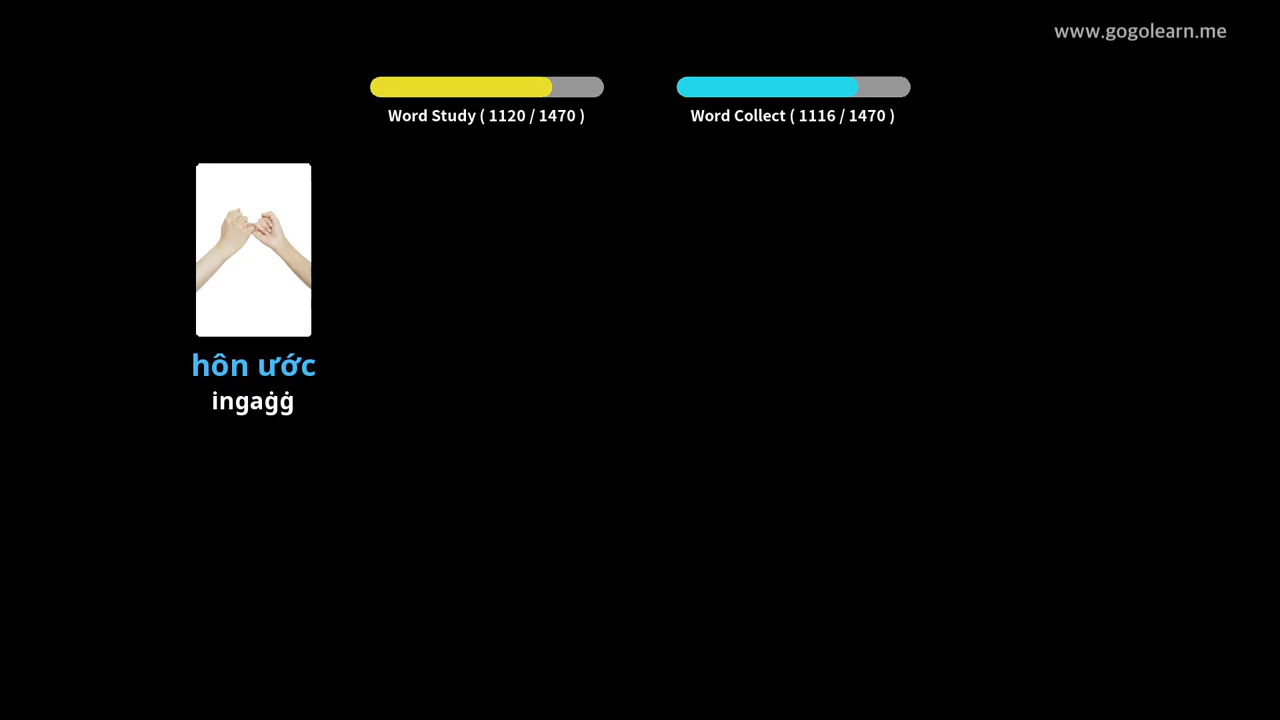 www.gogolearn.me
Word Study ( 1120 / 1470 )
Word Collect ( 1116 / 1470 )
hôn ước
ingaġġ